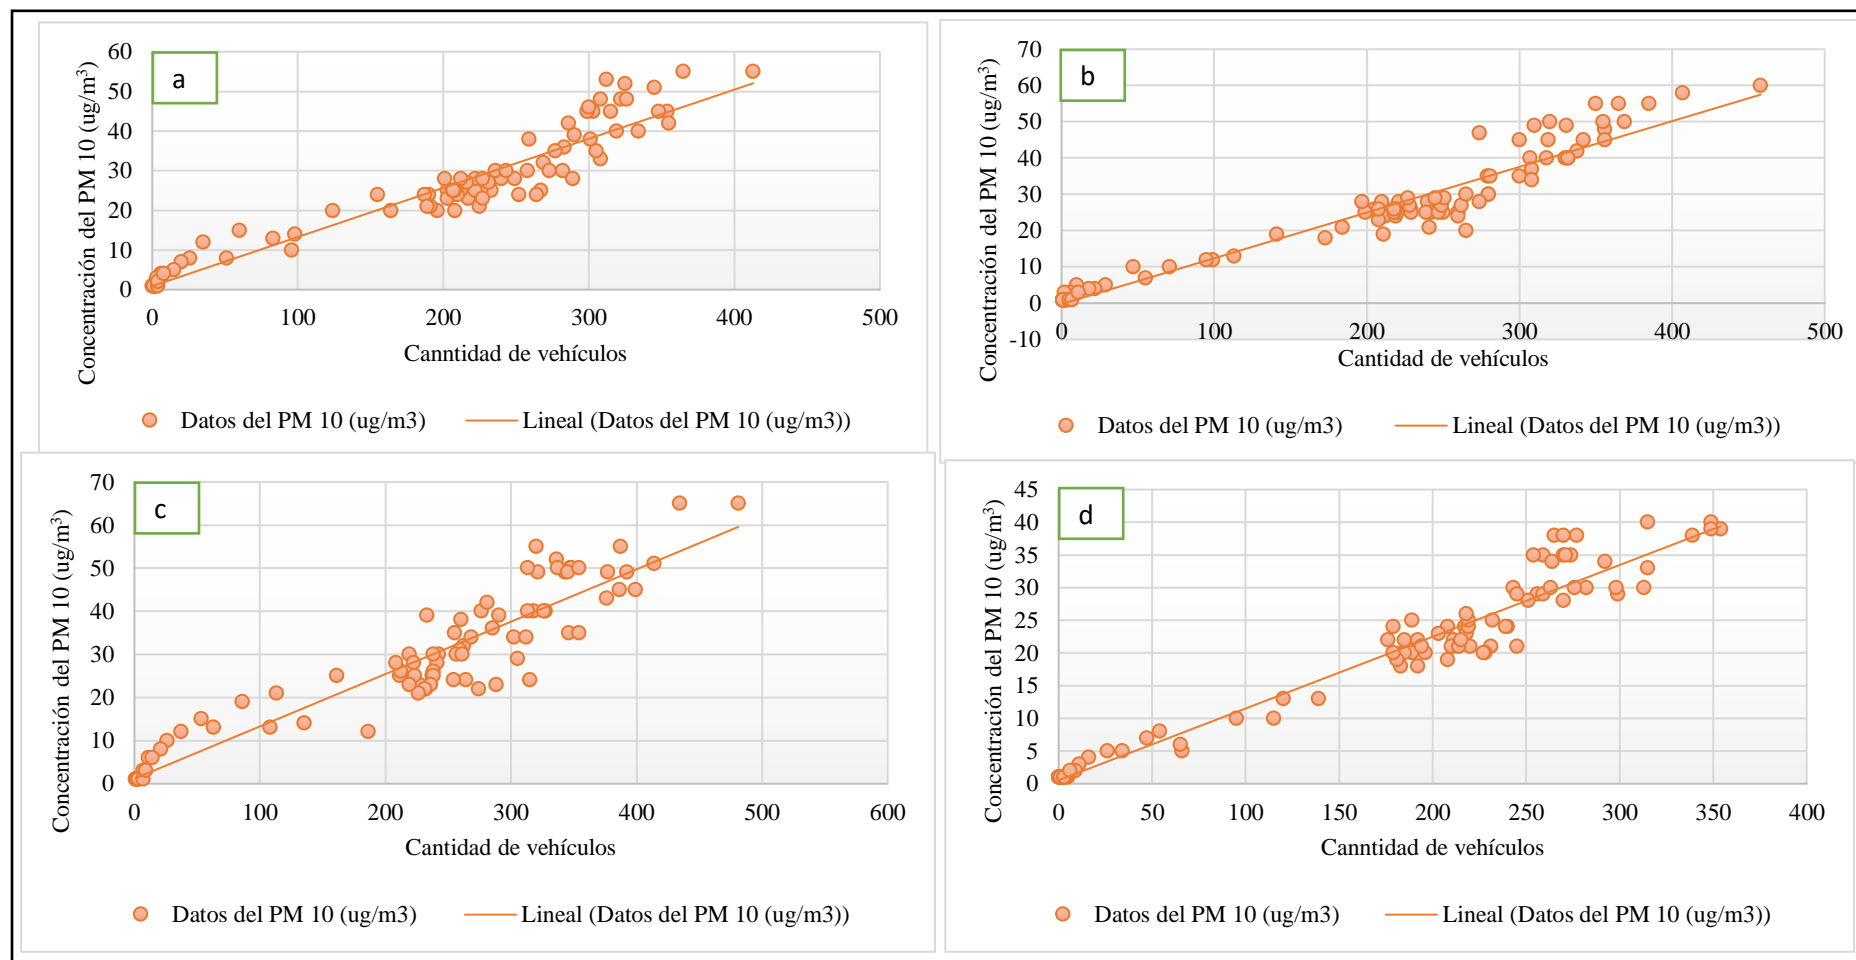 a
Concentración del PM 10 (ug/m³)
60
50
40
30
20
10
0
0 100 200 300 400 500
Canntidad de vehículos
Datos del PM 10 (ug/m3) Lineal (Datos del PM 10 (ug/m3))
b
Concentración del PM 10 (ug/m³)
70
60
50
40
30
20
10
0
-10
0 100 200 300 400 500
Cantidad de vehículos
Datos del PM 10 (ug/m3) Lineal (Datos del PM 10 (ug/m3))
c
Concentración del PM 10 (ug/m³)
70
60
50
40
30
20
10
0
0 100 200 300 400 500 600
Cantidad de vehículos
Datos del PM 10 (ug/m3) Lineal (Datos del PM 10 (ug/m3))
d
Concentración del PM 10 (ug/m³)
45
40
35
30
25
20
15
10
5
0
0 50 100 150 200 250 300 350 400
Canntidad de vehículos
Datos del PM 10 (ug/m3) Lineal (Datos del PM 10 (ug/m3))